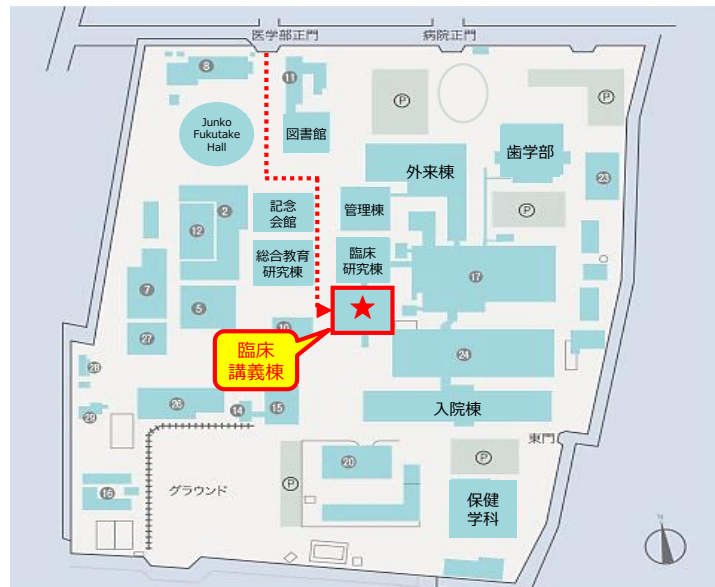 医学部正門
病院正門
8
11
P
P
Junko
Fukutake
Hall
図書館
歯学部
外来棟
23
2
記念
会館
管理棟
P
12
総合教育
研究棟
臨床
研究棟
17
7
5
★
10
27
臨床
講義棟
24
28
26
14
15
入院棟
29
東門
20
P
16
グラウンド
P
保健
学科
N